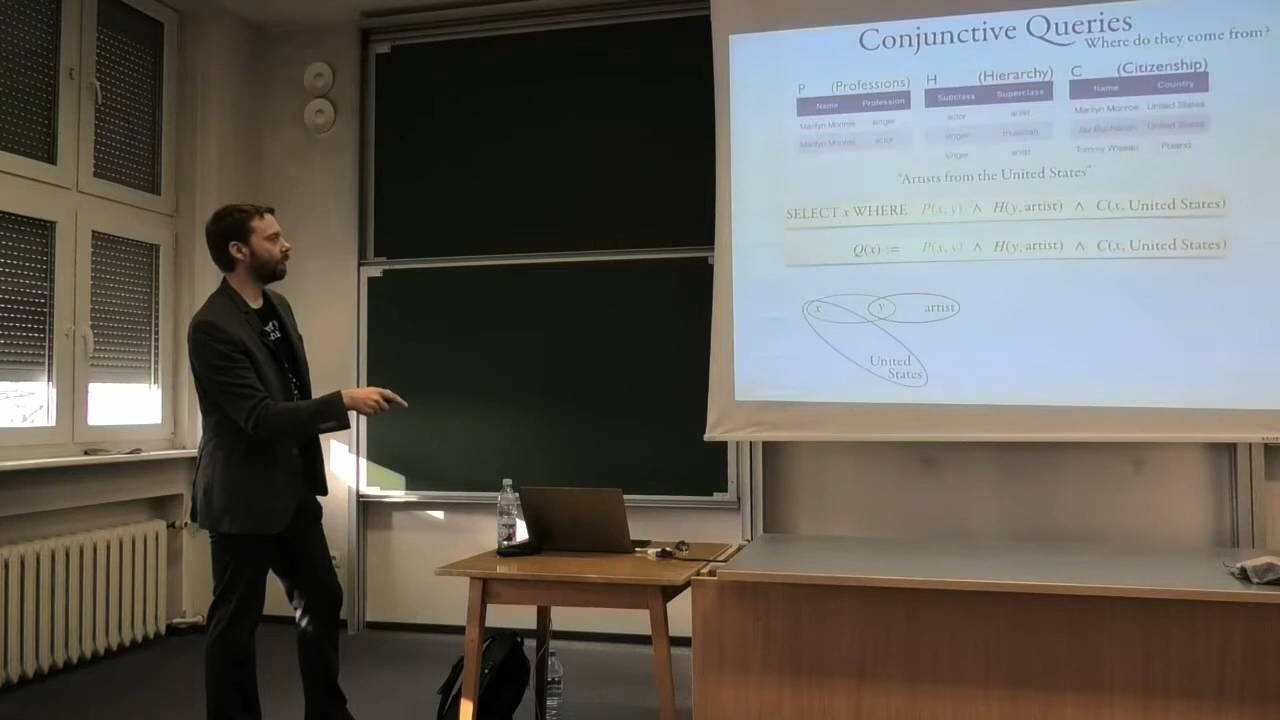 Conjunctive Queries
Where do they come from?
P (Professions) H (Hierarchy) C (Citizenship)
Name Profession Subclass Superclass Name Country
Marilyn Monroe singer actor artist Marilyn Monroe United States
Marilyn Monroe actor singer musician United States
singer artist Tommy Wiseau Poland
"Artists from the United States"
SELECT x WHERE P(x, y) ∧ H(y, artist) ∧ C(x, United States)
Q(x) := P(x, y) ∧ H(y, artist) ∧ C(x, United States)
x y artist
United
States